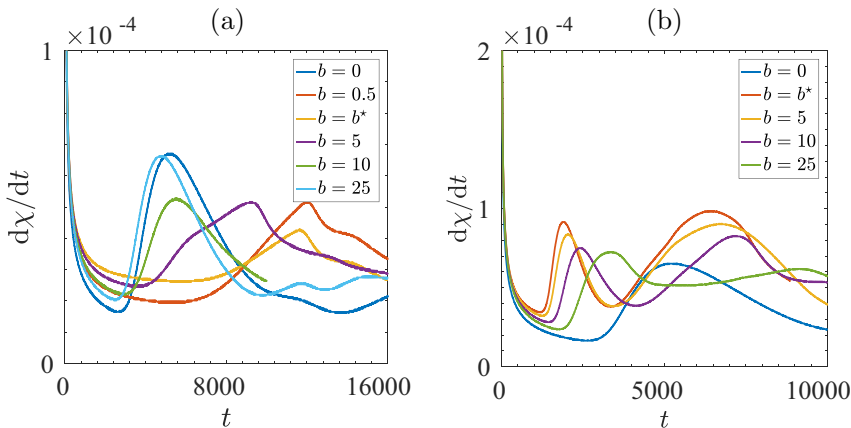 (a)
×10 -4
1
0
dχ/dt
b = 0
b = 0.5
b = b⋆
b = 5
b = 10
b = 25
0
8000
16000
t
(b)
×10 -4
2
1
0
dχ/dt
b = 0
b = b⋆
b = 5
b = 10
b = 25
0
5000
10000
t